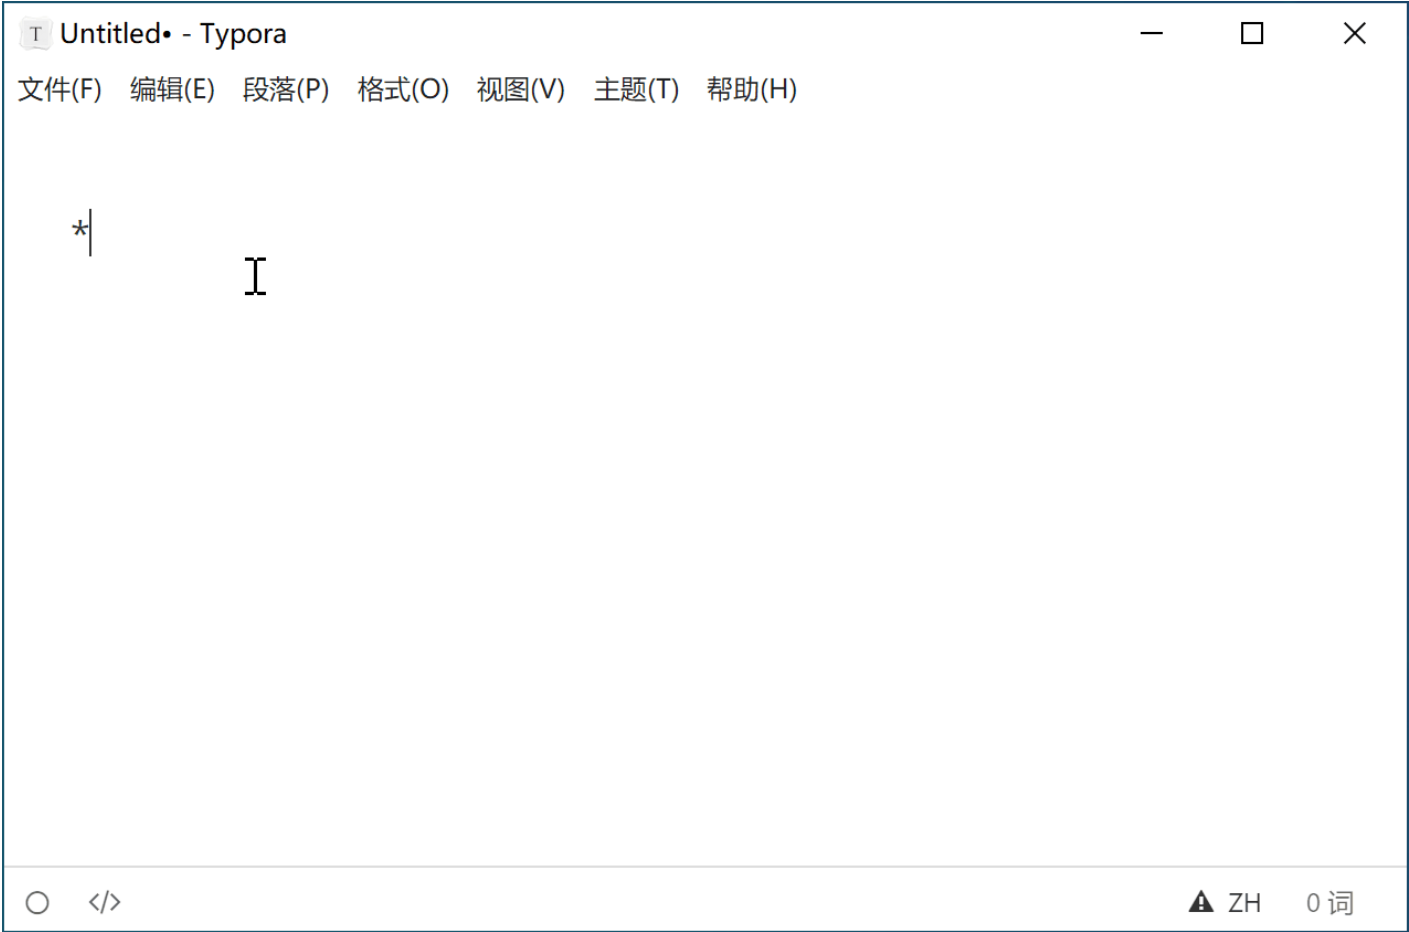 T Untitled• - Typora
文件(F) 编辑(E) 段落(P) 格式(O) 视图(V) 主题(T) 帮助(H)
*
</> ZH 0 词